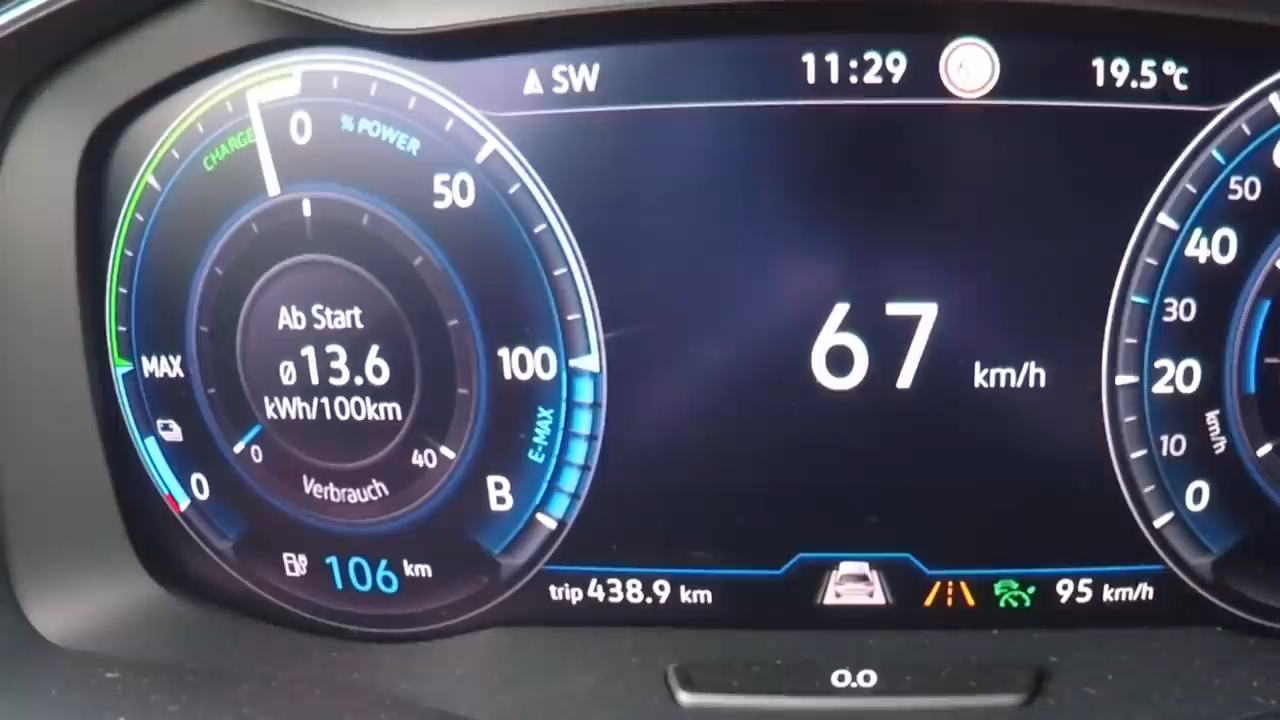 SW
11:29
19.5°C
CHARGE
0
% POWER
50
100
E-MAX
B
MAX
0
Ab Start
ø13.6
kWh/100km
0
40
Verbrauch
106 km
67 km/h
trip 438.9 km
95 km/h
50
40
30
20
10
0
km/h
0.0